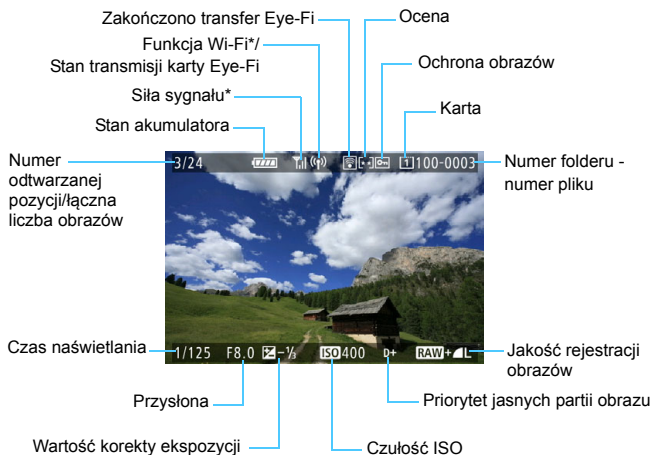 Zakończono transfer Eye-Fi
Ocena
Funkcja Wi-Fi*/
Stan transmisji karty Eye-Fi
Ochrona obrazów
Siła sygnału*
Karta
Stan akumulatora
Numer
odtwarzanej
pozycji/łączna
liczba obrazów
3/24
1
100-0003
Numer folderu -
numer pliku
Czas naświetlania
1/125 F8.0 -⅓ ISO 400 D+ RAW+L
Jakość rejestracji
obrazów
Przysłona
Priorytet jasnych partii obrazu
Wartość korekty ekspozycji
Czułość ISO